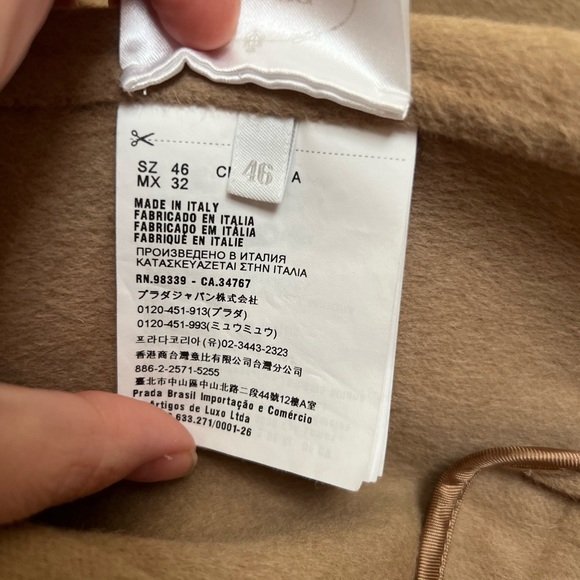 SZ 46
MX 32
46
A
MADE IN ITALY
FABRICADO EN ITALIA
FABRICADO EM ITÁLIA
FABRIQUÉ EN ITALIE
ПРОИЗВЕДЕНО В ИТАЛИЯ
ΚΑΤΑΣΚΕΥΑΖΕΤΑΙ ΣΤΗΝ ΙΤΑΛΙΑ
RN.98339 - CA.34767
プラダジャパン株式会社
0120-451-913(プラダ)
0120-451-993(ミュウミュウ)
프라다코리아 (유)02-3443-2323
香港商台灣慮比有限公司台灣分公司
886-2-2571-5255
臺北市中山區中山北路二段44號12樓A室
Prada Brasil Importação e Comércio
Artigos de Luxo Ltda
633.271/0001-26